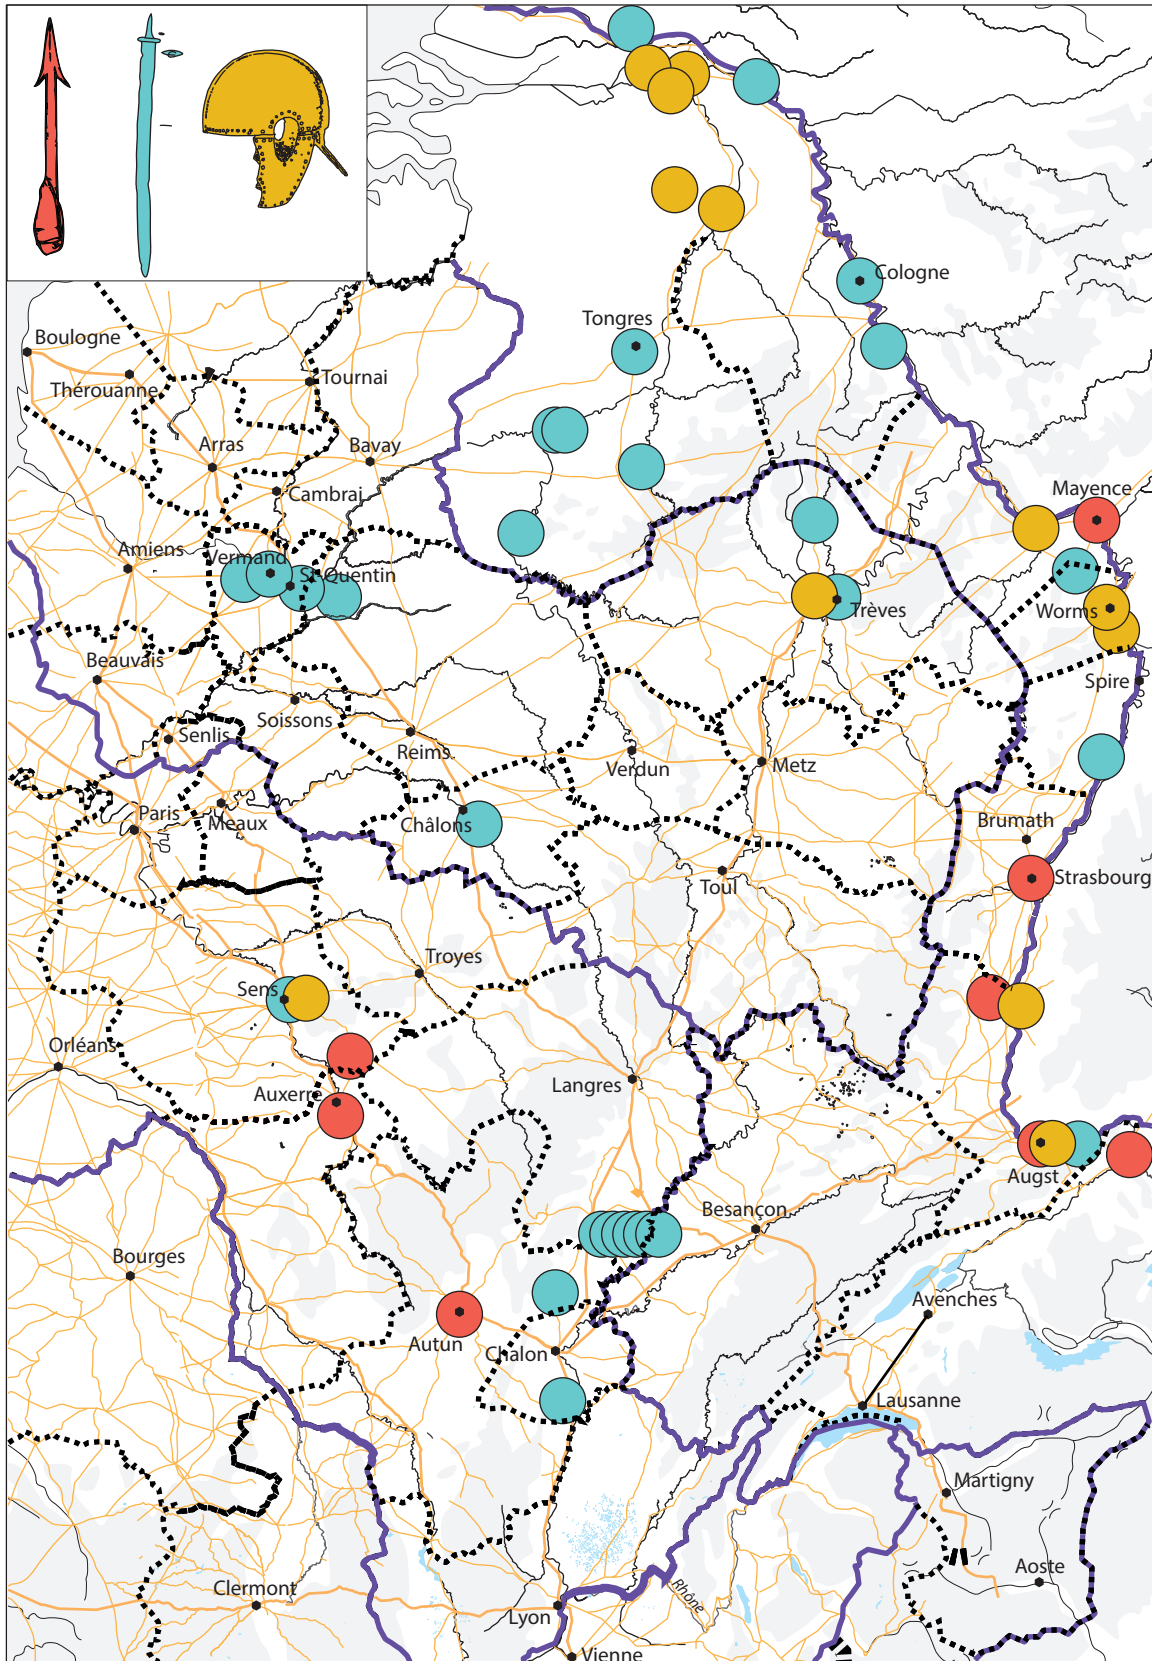 Cologne
Tongres
Boulogne
Thérouanne
Tournai
Arras
Bavay
Cambrai
Mayence
Amiens
Vermand
St-Quentin
Trèves
Worms
Beauvais
Spire
Soissons
Senlis
Reims
Verdun
Metz
Paris
Meaux
Châlons
Brumath
Toul
Strasbourg
Troyes
Sens
Orléans
Langres
Auxerre
Augst
Besançon
Bourges
Avenches
Autun
Chalon
Lausanne
Martigny
Aoste
Clermont
Rhône
Lyon
Vienne